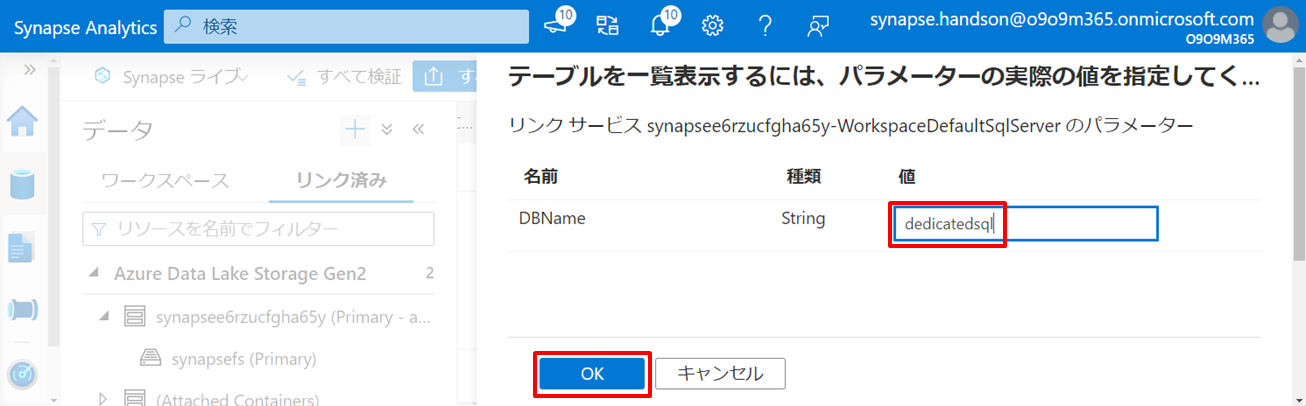 Synapse Analytics
検索
10
10
synapse.handson@o9o9m365.onmicrosoft.com
O9O9M365
Synapse ライブ
すべて検証
データ
ワークスペース
リンク済み
リソースを名前でフィルター
Azure Data Lake Storage Gen2
2
synapsee6rzucfgha65y (Primary - a...
synapsefs (Primary)
(Attached Containers)
テーブルを一覧表示するには、パラメーターの実際の値を指定してく...
リンク サービス synapsee6rzucfgha65y-WorkspaceDefaultSqlServer のパラメーター
名前 種類 値
DBName String dedicatedsql
OK キャンセル